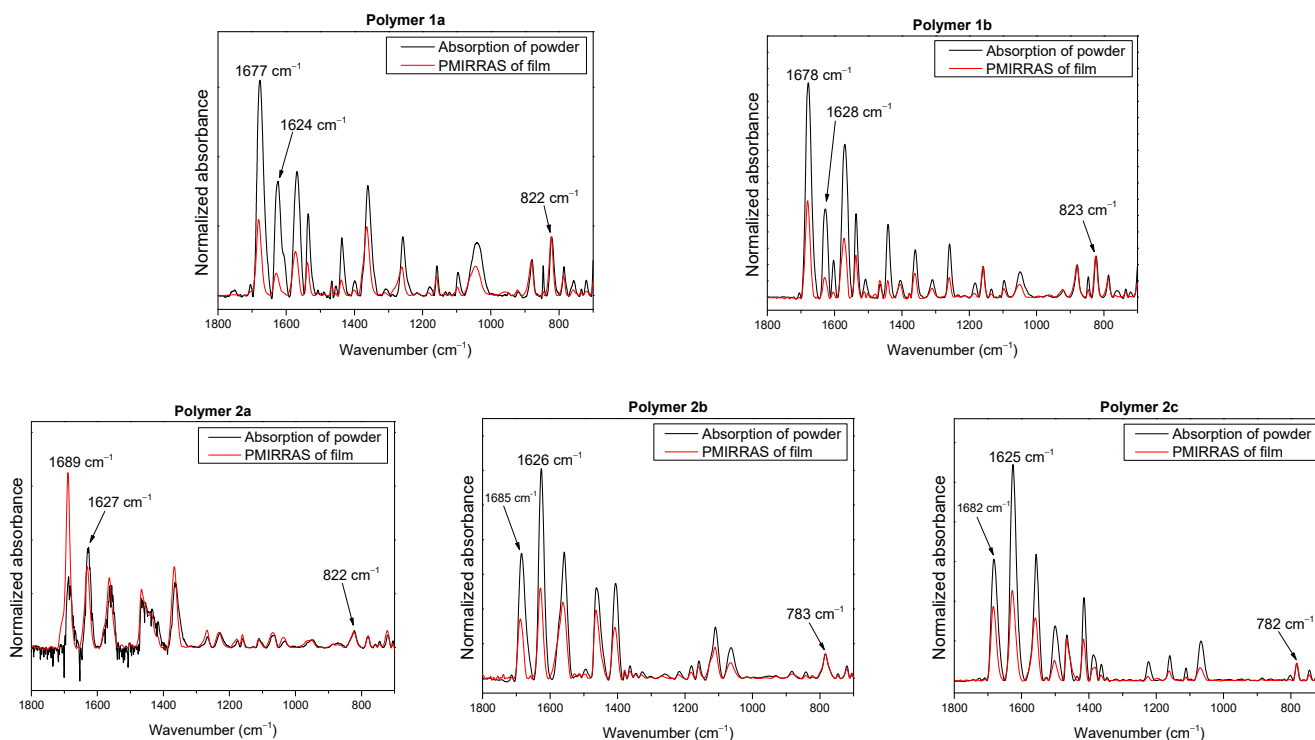 Polymer 1a
Absorption of powder
PMIRRAS of film
1677 cm⁻¹
1624 cm⁻¹
822 cm⁻¹
Normalized absorbance
1800 1600 1400 1200 1000 800
Wavenumber (cm⁻¹)
Polymer 1b
Absorption of powder
PMIRRAS of film
1678 cm⁻¹
1628 cm⁻¹
823 cm⁻¹
Normalized absorbance
1800 1600 1400 1200 1000 800
Wavenumber (cm⁻¹)
Polymer 2a
Absorption of powder
PMIRRAS of film
1689 cm⁻¹
1627 cm⁻¹
822 cm⁻¹
Normalized absorbance
1800 1600 1400 1200 1000 800
Wavenumber (cm⁻¹)
Polymer 2b
Absorption of powder
PMIRRAS of film
1626 cm⁻¹
1685 cm⁻¹
783 cm⁻¹
Normalized absorbance
1800 1600 1400 1200 1000 800
Wavenumber (cm⁻¹)
Polymer 2c
Absorption of powder
PMIRRAS of film
1625 cm⁻¹
1682 cm⁻¹
782 cm⁻¹
Normalized absorbance
1800 1600 1400 1200 1000 800
Wavenumber (cm⁻¹)